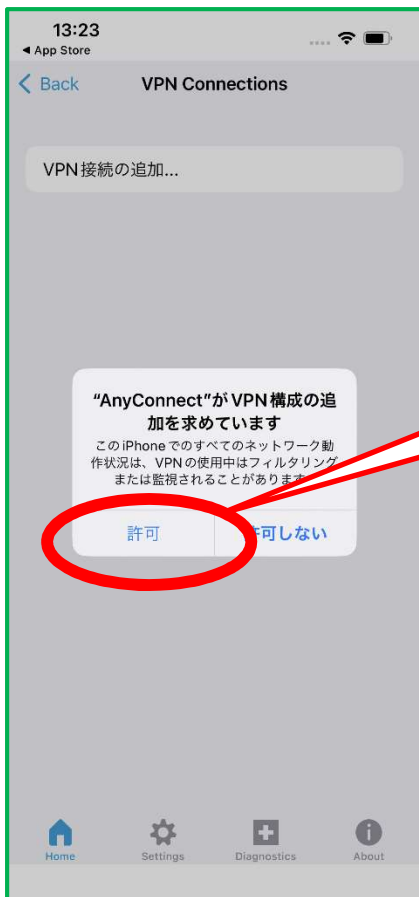 13:23
◀ App Store
Back
VPN Connections
VPN接続の追加...
“AnyConnect”がVPN構成の追
加を求めています
このiPhoneでのすべてのネットワーク動
作状況は、VPNの使用中はフィルタリング
または監視されることがあります
許可
可しない
Home
Settings
Diagnostics
About